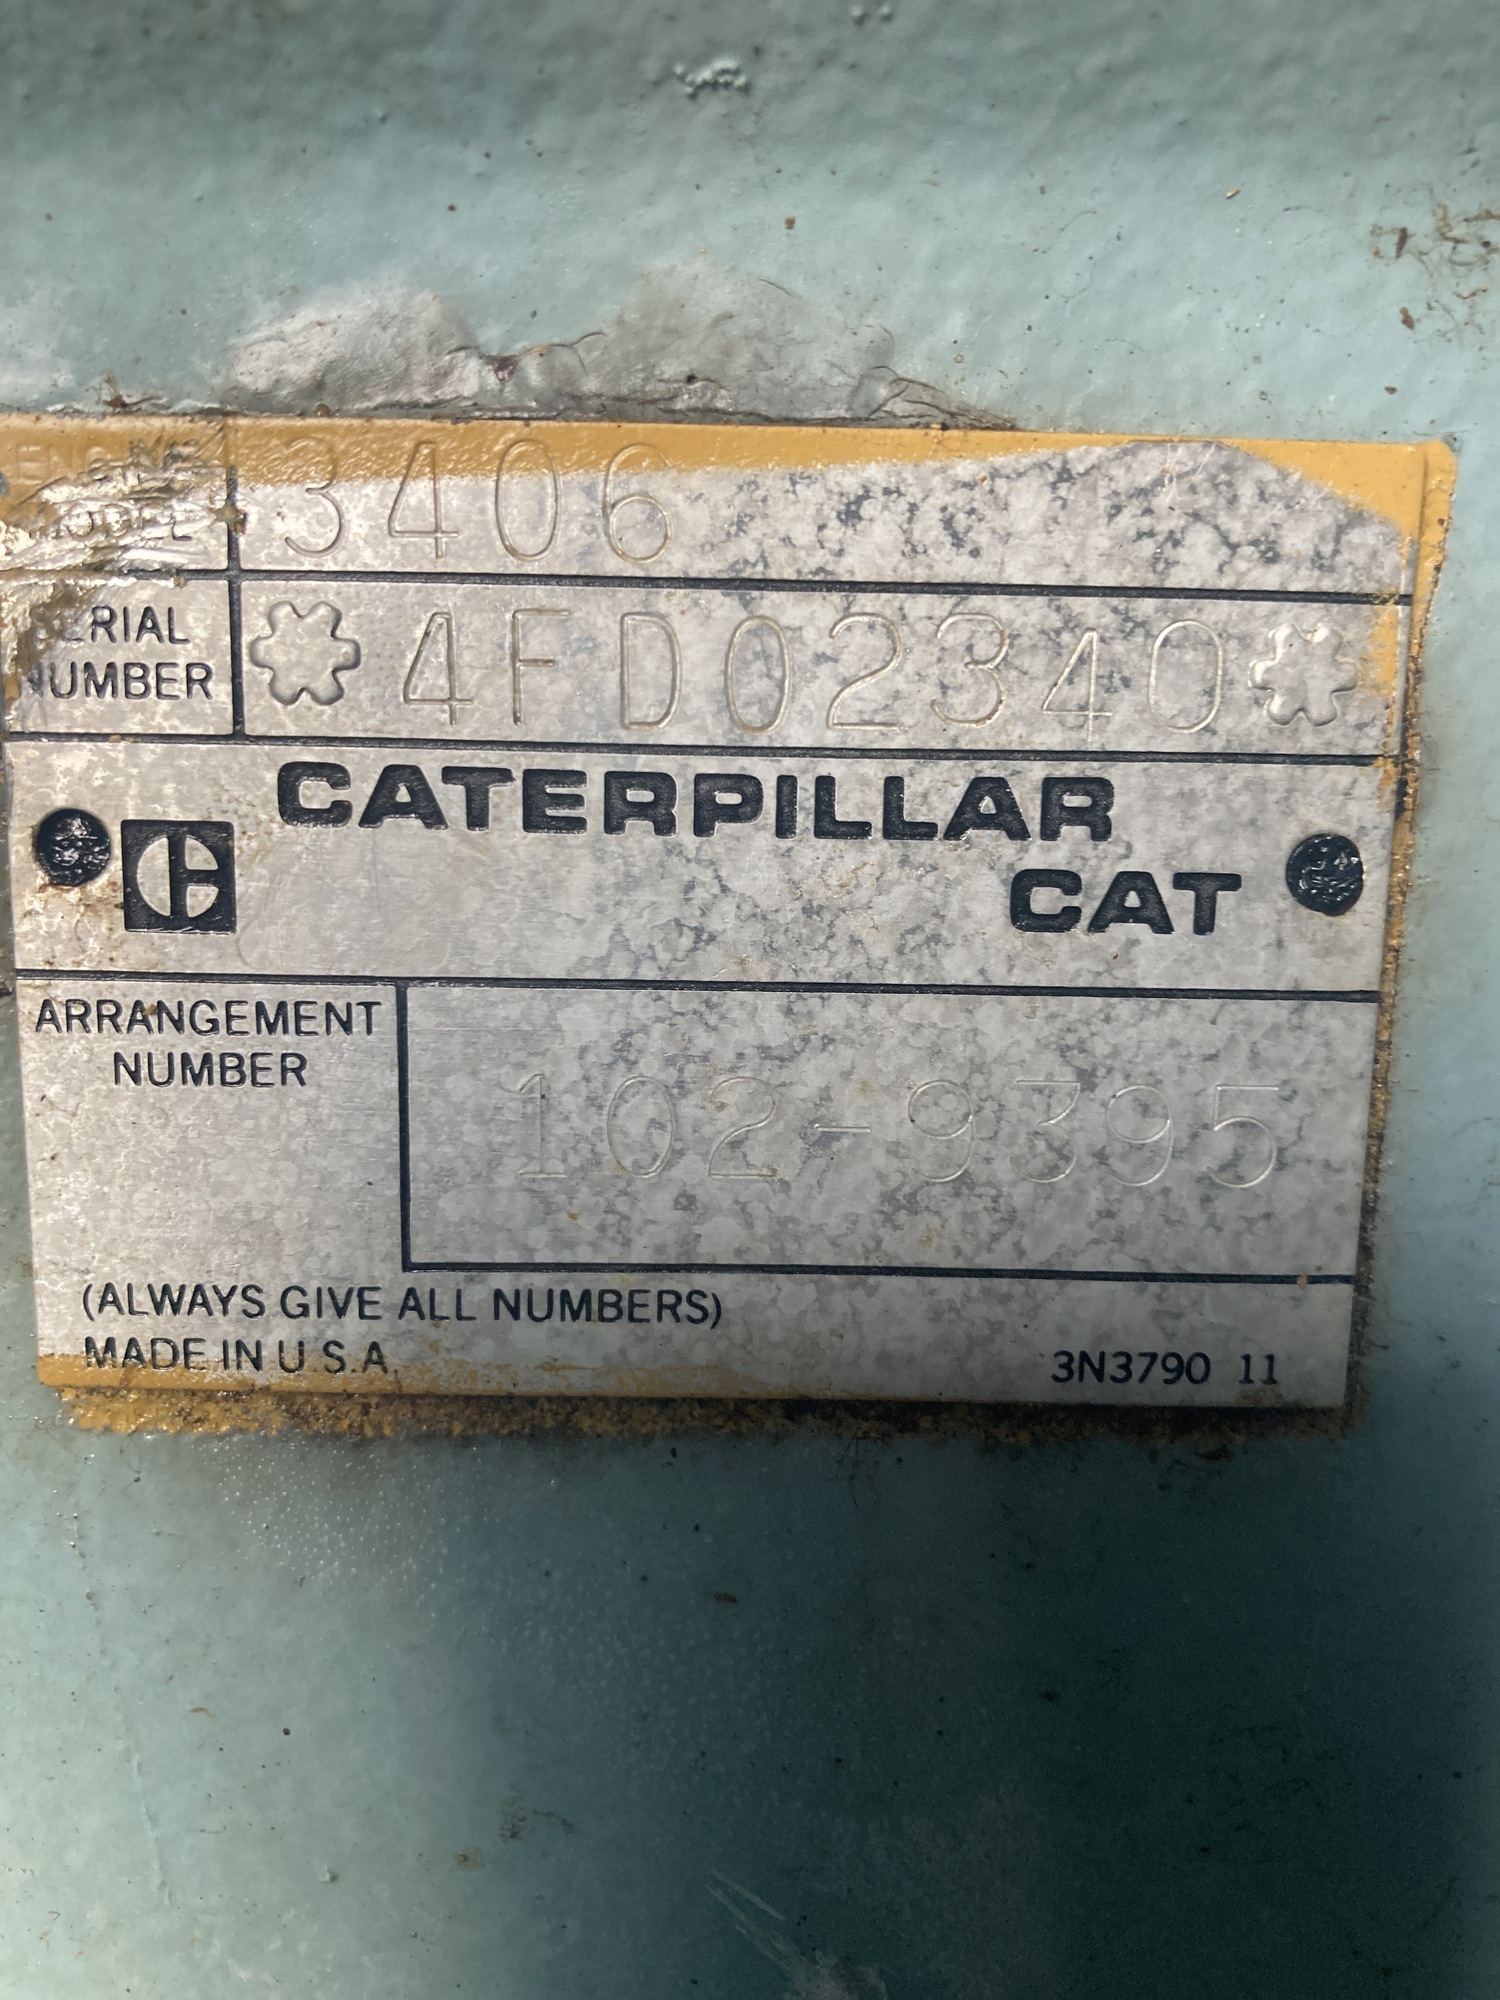 ENGINE MODEL 3406
SERIAL NUMBER *4FD02340*
CATERPILLAR
CAT
ARRANGEMENT
NUMBER
102-9395
(ALWAYS GIVE ALL NUMBERS)
MADE IN U.S.A.
3N3790 11